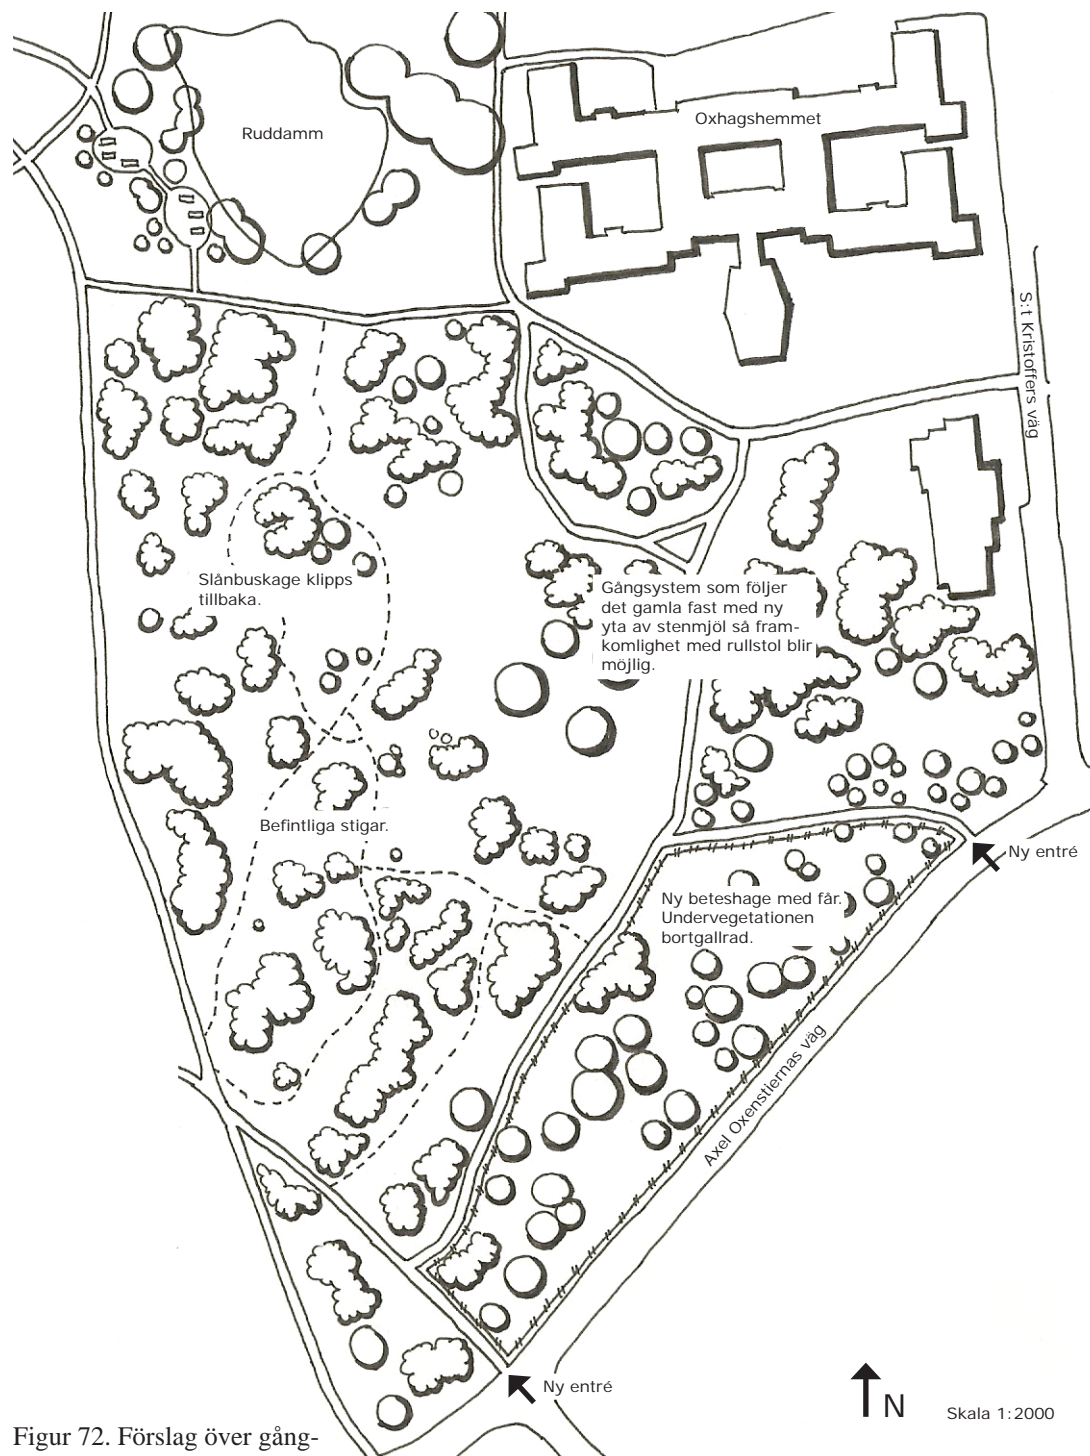 Ruddamm
Oxhagshemmet
S:t Kristoffers väg
Slånbuskage klipps
tillbaka.
Gångsystem som följer
det gamla fast med ny
yta av stenmjöl så fram-
komlighet med rullstol blir
möjlig.
Befintliga stigar.
Ny entré
Ny beteshage med får.
Undervegetationen
bortgallrad.
Axel Oxenstiernas väg
Ny entré
N
Skala 1:2000
Figur 72. Förslag över gång-